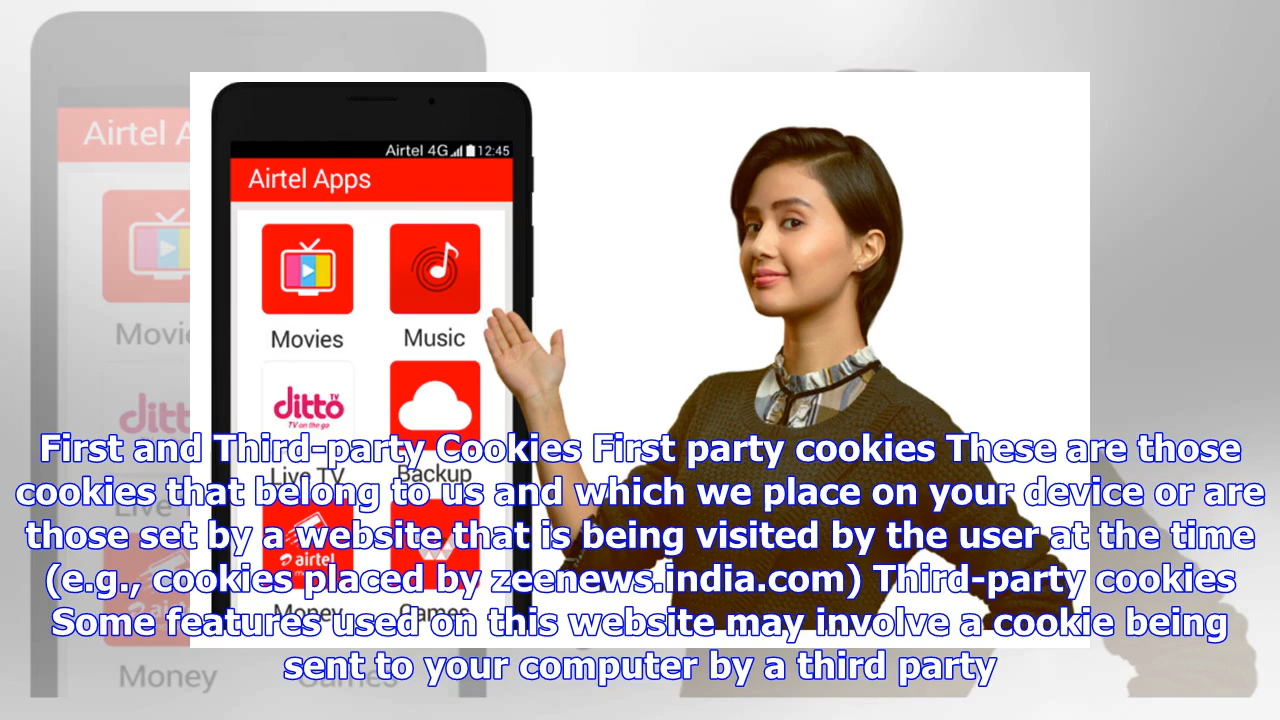 Airtel 4G 12:45
Airtel Apps
Airtel A
Movies
Music
Movie
ditto TV
TV on the go
ditt
First and Third-party Cookies First party cookies These are those
Live TV
Backup
cookies that belong to us and which we place on your device or are
Live T
those set by a website that is being visited by the user at the time
airtel
(e.g., cookies placed by zeenews.india.com) Third-party cookies
Money
Games
Some features used on this website may involve a cookie being
sent to your computer by a third party
Money
Games